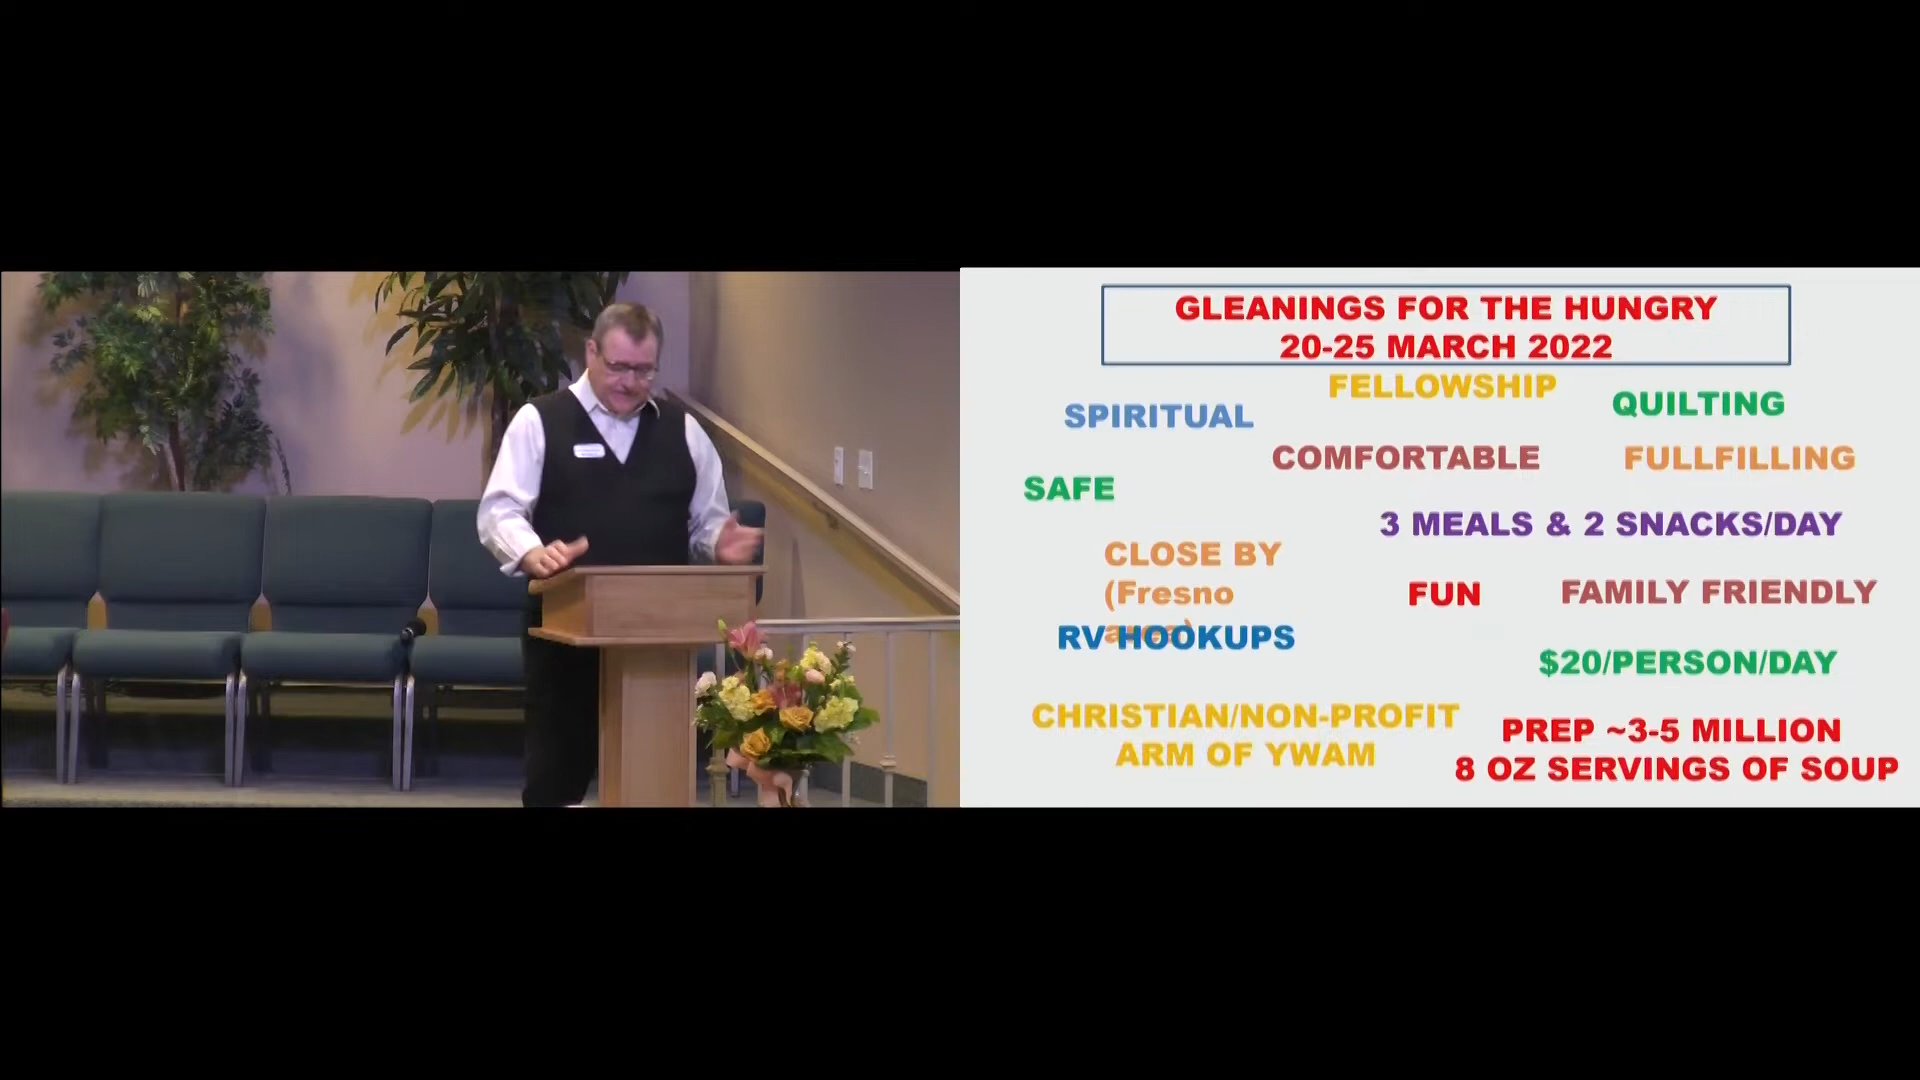 GLEANINGS FOR THE HUNGRY
20-25 MARCH 2022
FELLOWSHIP
QUILTING
SPIRITUAL
COMFORTABLE
FULLFILLING
SAFE
3 MEALS & 2 SNACKS/DAY
CLOSE BY
(Fresno
FUN
FAMILY FRIENDLY
RV HOOKUPS
$20/PERSON/DAY
CHRISTIAN/NON-PROFIT
ARM OF YWAM
PREP ~3-5 MILLION
8 OZ SERVINGS OF SOUP